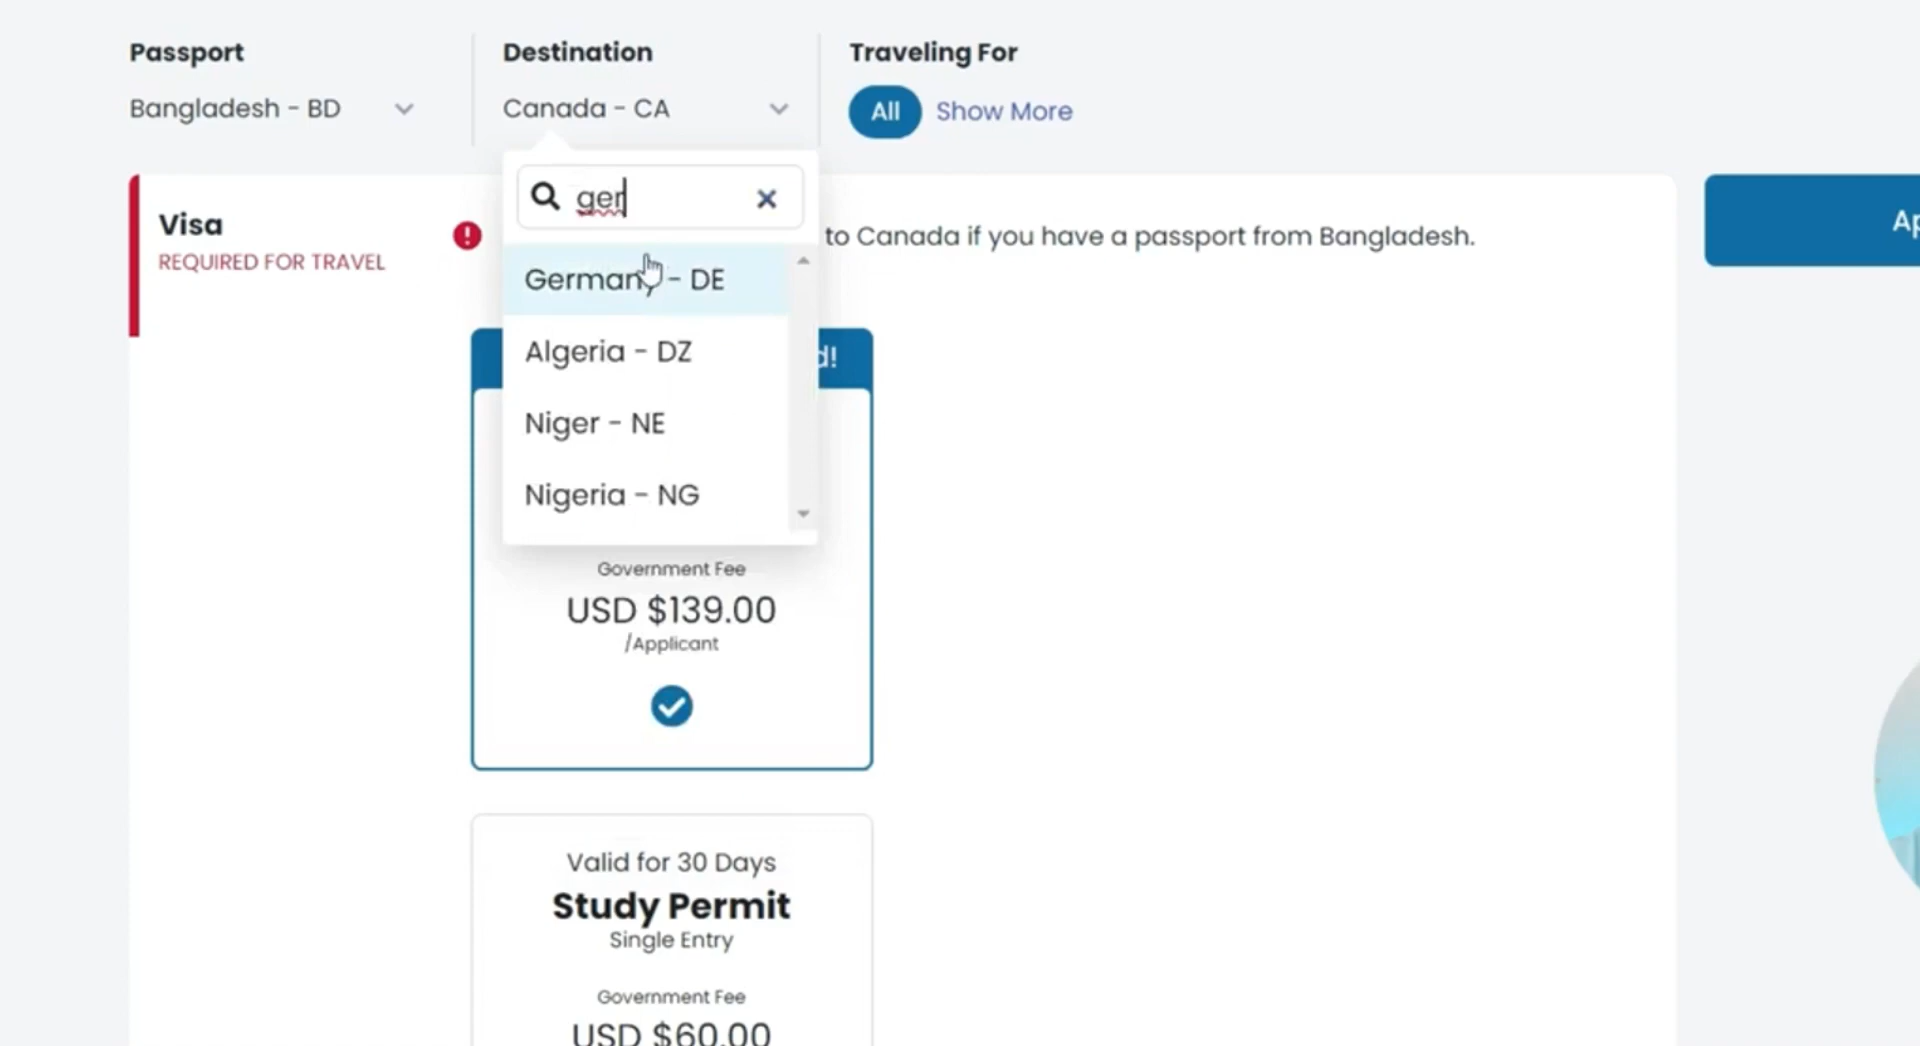 Passport
Bangladesh - BD
Destination
Canada - CA
Traveling For
All
Show More
Visa
REQUIRED FOR TRAVEL
ger
to Canada if you have a passport from Bangladesh.
Germany - DE
Algeria - DZ
Niger - NE
Nigeria - NG
Government Fee
USD $139.00
/Applicant
Valid for 30 Days
Study Permit
Single Entry
Government Fee
USD $60.00